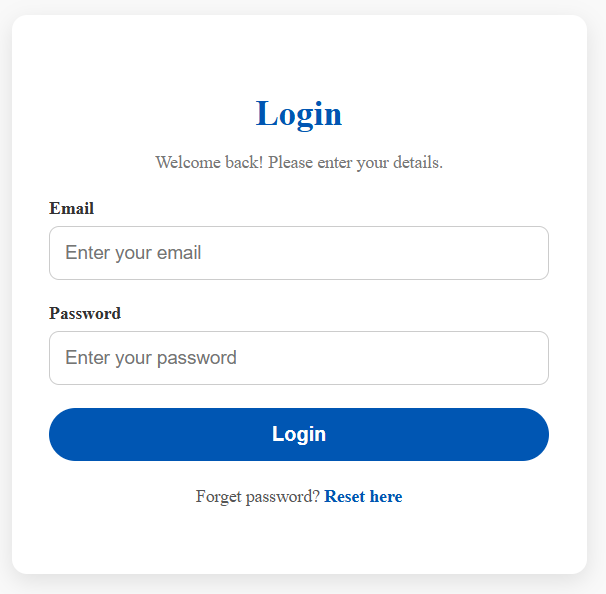 Login
Welcome back! Please enter your details.
Email
Enter your email
Password
Enter your password
Login
Forget password? Reset here